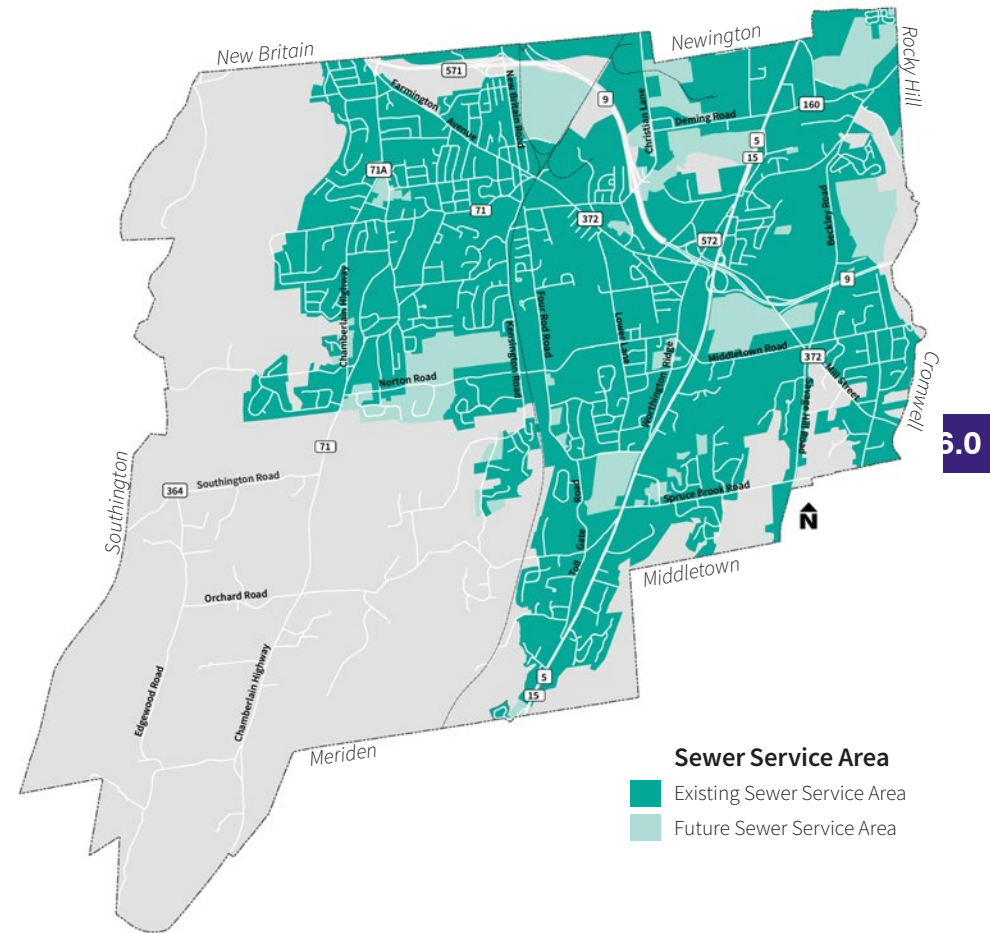 New Britain
Newington
Rocky Hill
571
Farmington
Avenue
New Britain Road
9
Christian Lane
160
Deming Road
5
15
71A
71
372
Beckley Road
572
9
Chamberlain Highway
Four Rod Road
Kensington Road
Lower Lane
Worthington Ridge
Middletown Road
372
Mill Street
Savage Hill Road
Cromwell
Norton Road
6.0
71
Southington
364
Southington Road
Spruce Brook Road
Toll Gate Road
N
Middletown
Orchard Road
Edgewood Road
Chamberlain Highway
5
15
Meriden
Sewer Service Area
Existing Sewer Service Area
Future Sewer Service Area